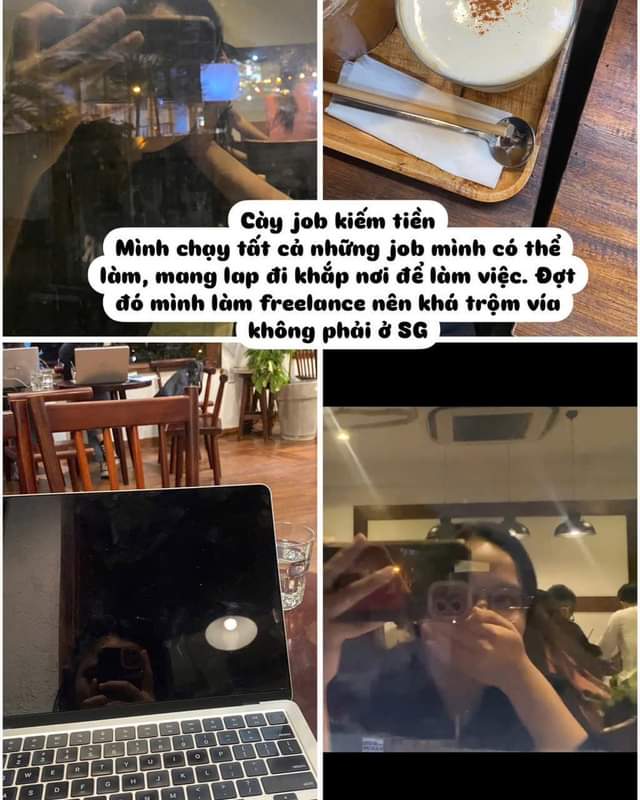 Cày job kiếm tiền
Mình chạy tất cả những job mình có thể
làm, mang lap đi khắp nơi để làm việc. Đợt
đó mình làm freelance nên khá trộm vía
không phải ở SG